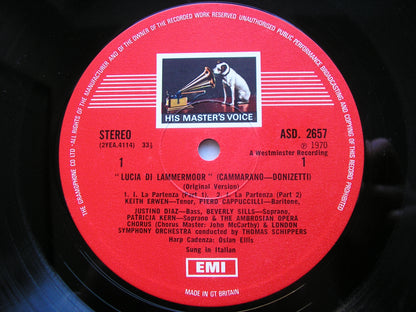 ALL RIGHTS OF THE MANUFACTURER AND OF THE OWNER OF THE RECORDED WORK RESERVED UNAUTHORISED PUBLIC PERFORMANCE BROADCASTING AND COPYING OF THIS RECORD PROHIBITED
THE GRAMOPHONE CO LTD
HIS MASTER'S VOICE
STEREO
(2YEA.4114) 33⅓
1
ASD. 2657
℗ 1970
A Westminster Recording
1
"LUCIA DI LAMMERMOOR" (CAMMARANO—DONIZETTI)
(Original Version)
1. I. La Partenza (Part 1). 2. I. La Partenza (Part 2)
KEITH ERWEN—Tenor, PIERO CAPPUCCILLI—Baritone,
JUSTINO DIAZ—Bass, BEVERLY SILLS—Soprano,
PATRICIA KERN—Soprano & THE AMBROSIAN OPERA
CHORUS (Chorus Master: John McCarthy) & LONDON
SYMPHONY ORCHESTRA conducted by THOMAS SCHIPPERS
Harp Cadenza: Osian Ellis
Sung in Italian
EMI
MADE IN GT BRITAIN